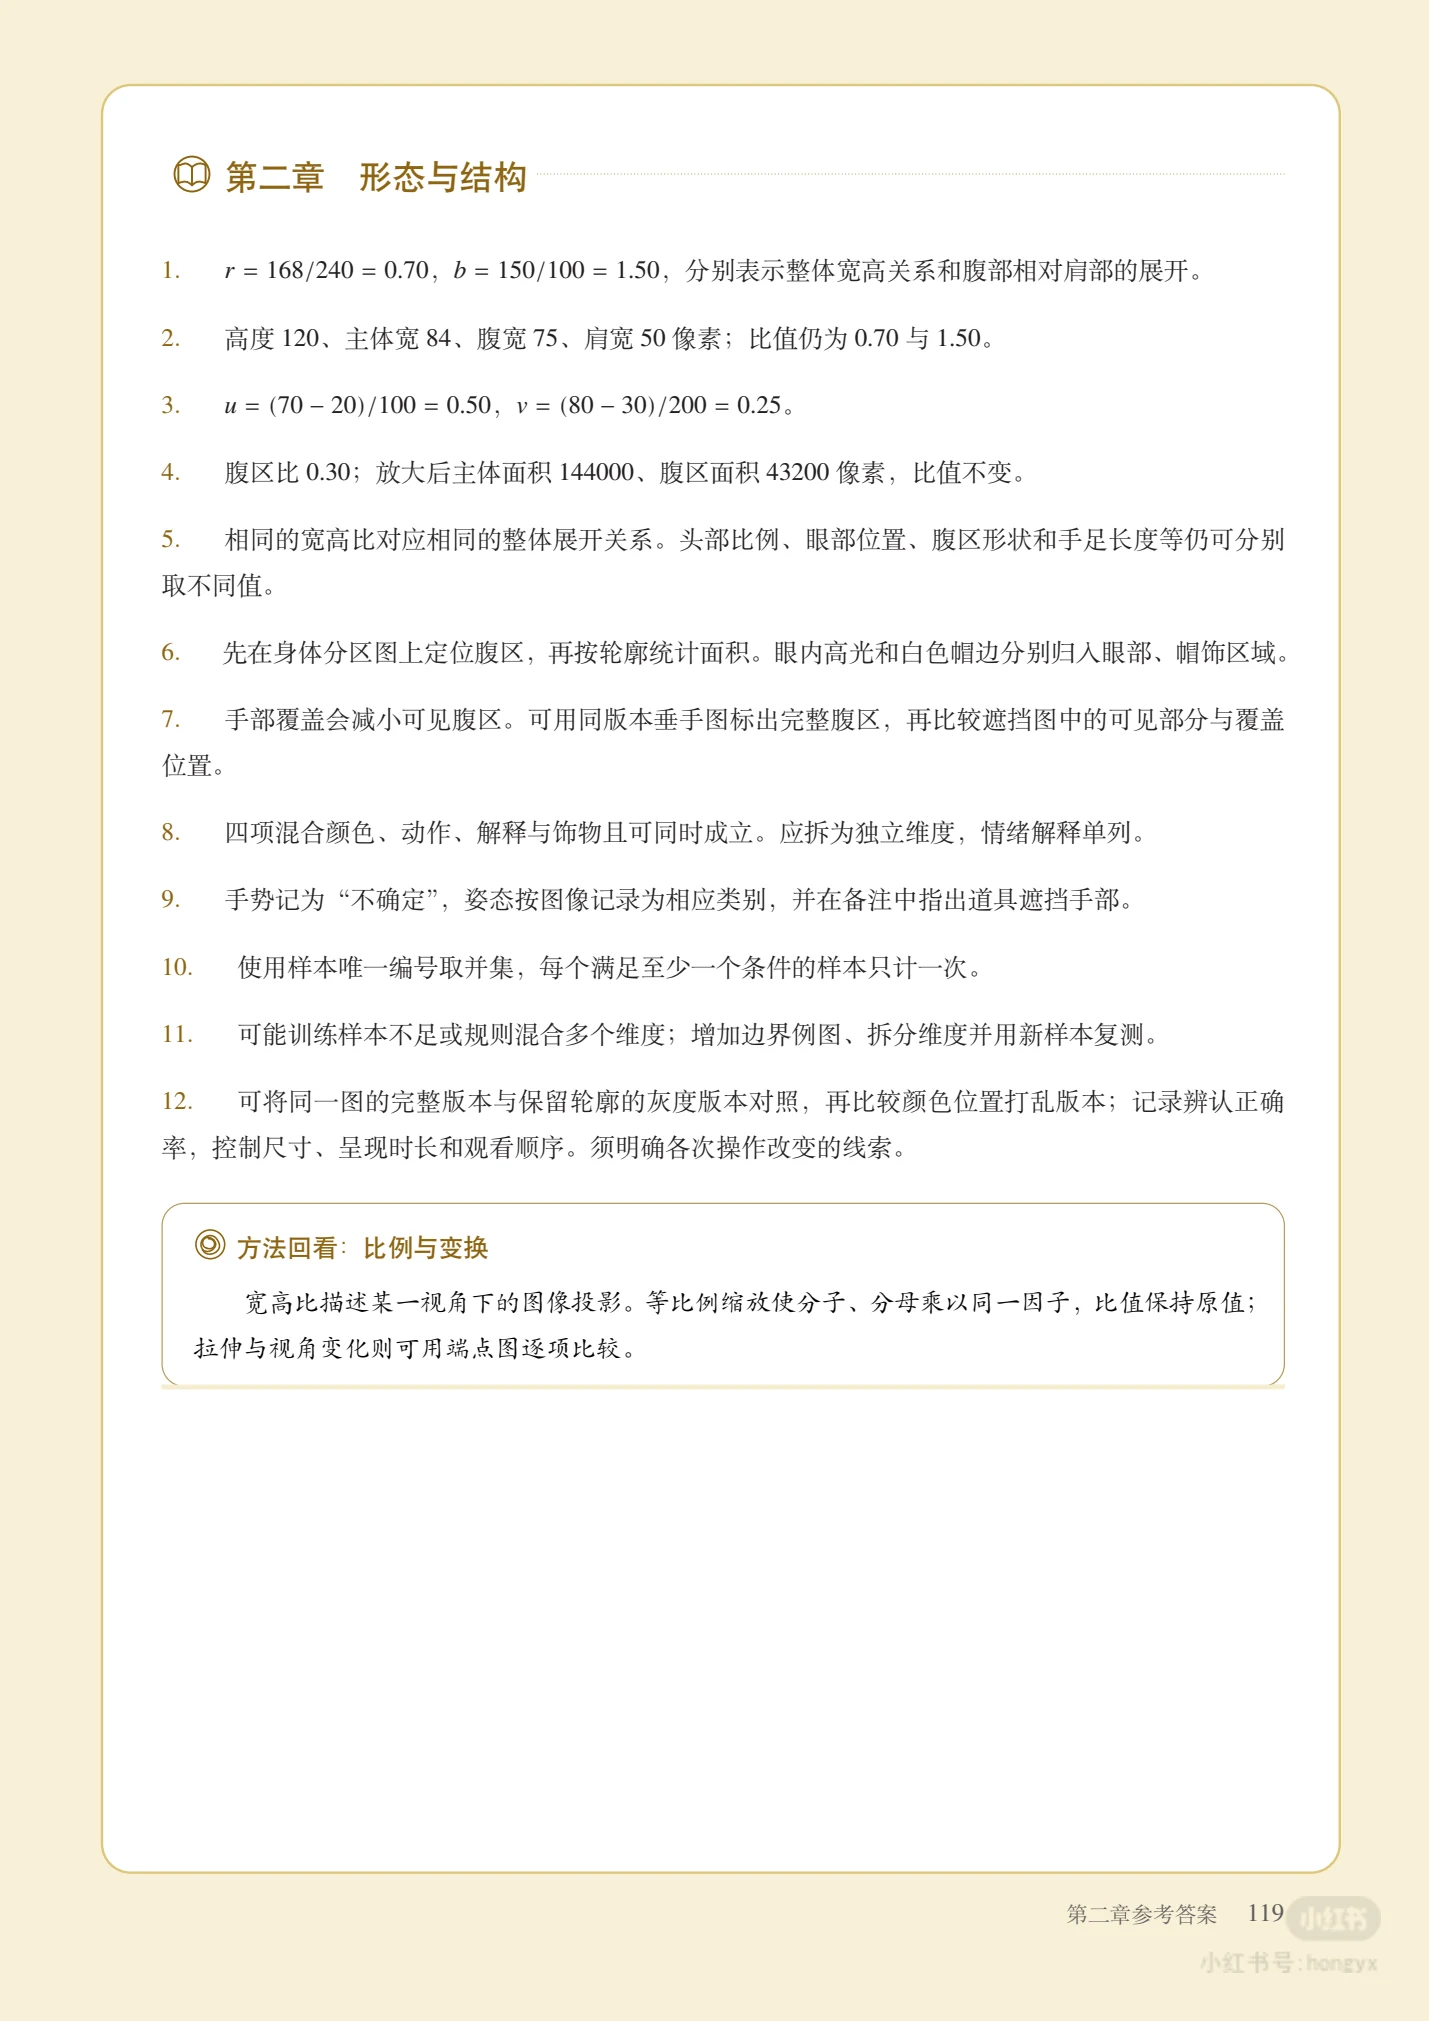 第二章 形态与结构
1. r = 168/240 = 0.70，b = 150/100 = 1.50，分别表示整体宽高关系和腹部相对肩部的展开。
2. 高度 120、主体宽 84、腹宽 75、肩宽 50 像素；比值仍为 0.70 与 1.50。
3. u = (70 − 20)/100 = 0.50，v = (80 − 30)/200 = 0.25。
4. 腹区比 0.30；放大后主体面积 144000、腹区面积 43200 像素，比值不变。
5. 相同的宽高比对应相同的整体展开关系。头部比例、眼部位置、腹区形状和手足长度等仍可分别
取不同值。
6. 先在身体分区图上定位腹区，再按轮廓统计面积。眼内高光和白色帽边分别归入眼部、帽饰区域。
7. 手部覆盖会减小可见腹区。可用同版本垂手图标出完整腹区，再比较遮挡图中的可见部分与覆盖
位置。
8. 四项混合颜色、动作、解释与饰物且可同时成立。应拆为独立维度，情绪解释单列。
9. 手势记为“不确定”，姿态按图像记录为相应类别，并在备注中指出道具遮挡手部。
10. 使用样本唯一编号取并集，每个满足至少一个条件的样本只计一次。
11. 可能训练样本不足或规则混合多个维度；增加边界例图、拆分维度并用新样本复测。
12. 可将同一图的完整版本与保留轮廓的灰度版本对照，再比较颜色位置打乱版本；记录辨认正确
率，控制尺寸、呈现时长和观看顺序。须明确各次操作改变的线索。
方法回看：比例与变换
宽高比描述某一视角下的图像投影。等比例缩放使分子、分母乘以同一因子，比值保持原值；
拉伸与视角变化则可用端点图逐项比较。
第二章参考答案 119
小红书
小红书号:hongyx